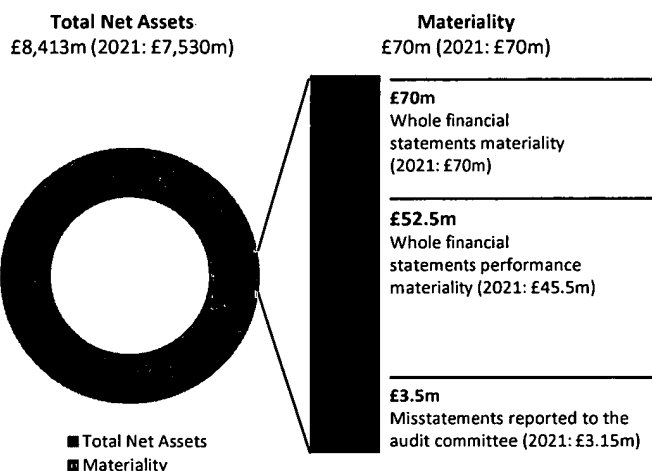 Total Net Assets
£8,413m (2021: £7,530m)
Materiality
£70m (2021: £70m)
£70m
Whole financial
statements materiality
(2021: £70m)
£52.5m
Whole financial
statements performance
materiality (2021: £45.5m)
£3.5m
Misstatements reported to the
audit committee (2021: £3.15m)
Total Net Assets
Materiality